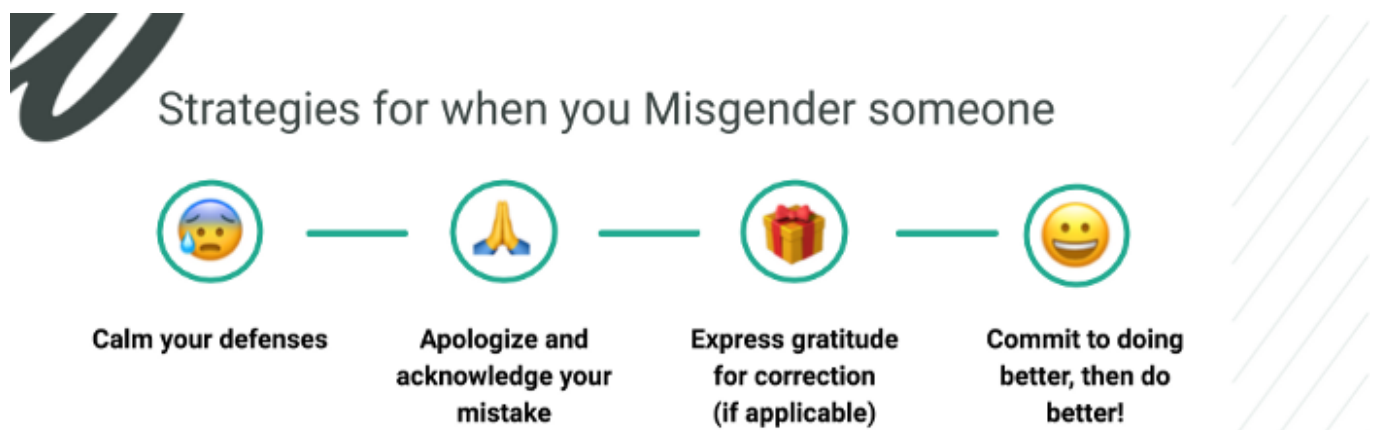 Strategies for when you Misgender someone
Calm your defenses
Apologize and
acknowledge your
mistake
Express gratitude
for correction
(if applicable)
Commit to doing
better, then do
better!